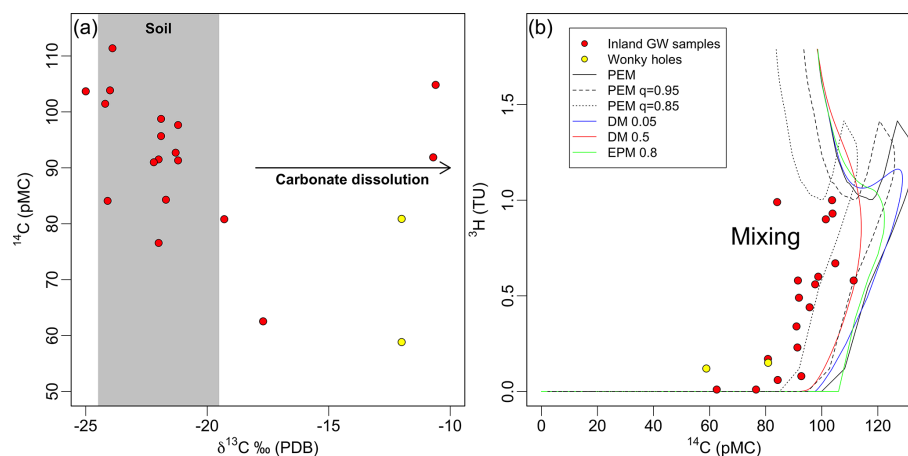 (a)
Soil
Carbonate dissolution
¹⁴C (pMC)
50 60 70 80 90 100 110
-25 -20 -15 -10
δ¹³C ‰ (PDB)
(b)
Inland GW samples
Wonky holes
PEM
PEM q=0.95
PEM q=0.85
DM 0.05
DM 0.5
EPM 0.8
Mixing
³H (TU)
0.0 0.5 1.0 1.5
0 20 40 60 80 100 120
¹⁴C (pMC)